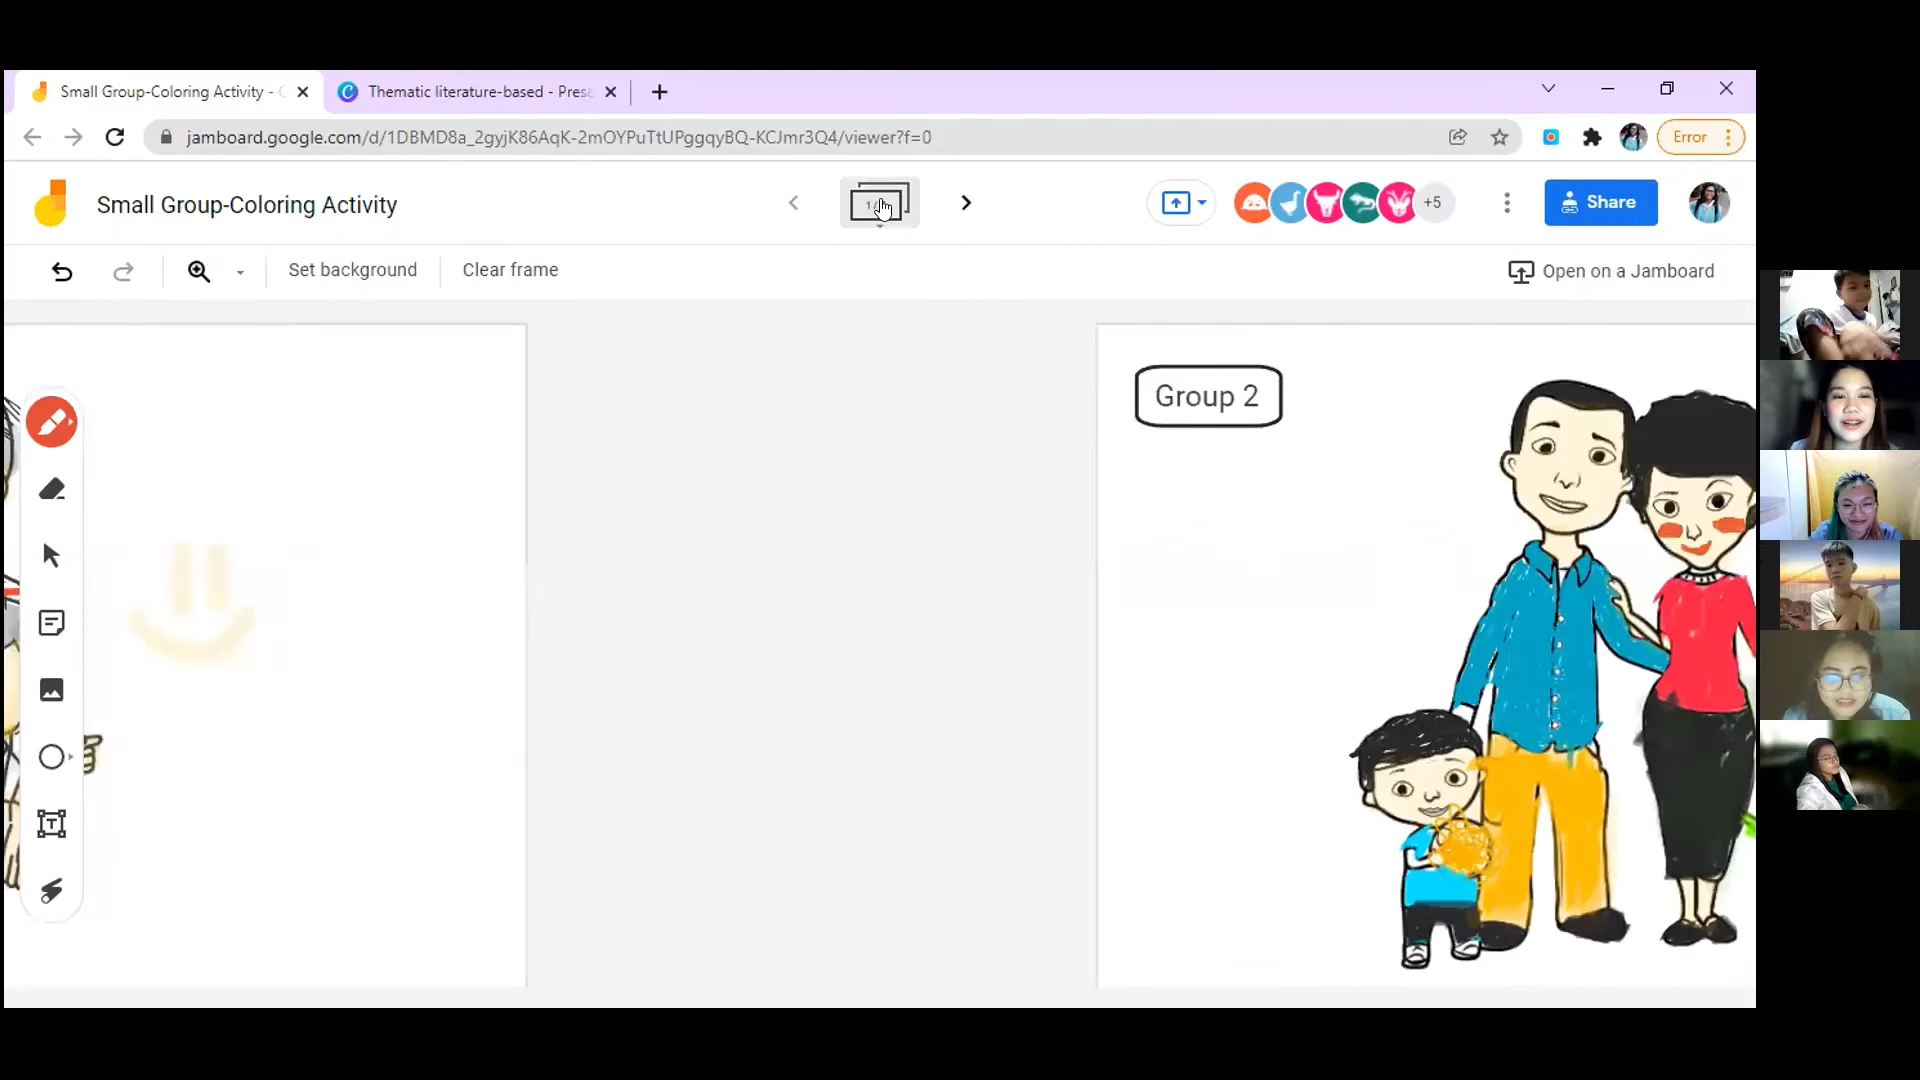 Small Group-Coloring Activity -
Thematic literature-based - Pres
jamboard.google.com/d/1DBMD8a_2gyjK86AqK-2mOYPuTtUPggqyBQ-KCJmr3Q4/viewer?f=0
Error
Small Group-Coloring Activity
+5
Share
Set background
Clear frame
Open on a Jamboard
Group 2